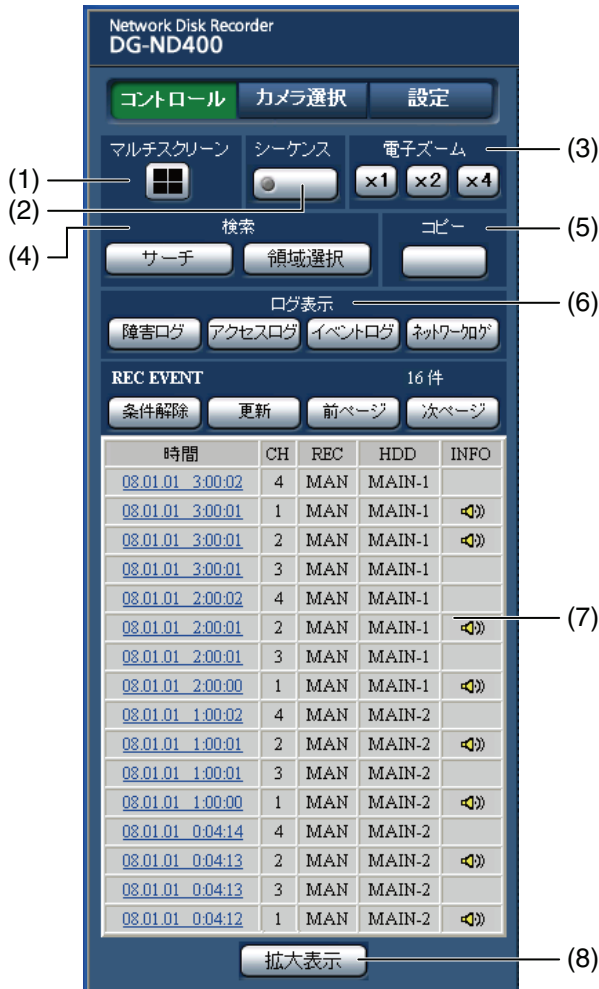 Network Disk Recorder
DG-ND400
コントロール カメラ選択 設定
マルチスクリーン シーケンス 電子ズーム (3)
(1) x1 x2 x4
(2)
(4) 検索 コピー (5)
サーチ 領域選択
ログ表示 (6)
障害ログ アクセスログ イベントログ ネットワークログ
REC EVENT 16件
条件解除 更新 前ページ 次ページ
時間 CH REC HDD INFO
08.01.01 3:00:02 4 MAN MAIN-1
08.01.01 3:00:01 1 MAN MAIN-1
08.01.01 3:00:01 2 MAN MAIN-1
08.01.01 3:00:01 3 MAN MAIN-1
08.01.01 2:00:02 4 MAN MAIN-1
08.01.01 2:00:01 2 MAN MAIN-1 (7)
08.01.01 2:00:01 3 MAN MAIN-1
08.01.01 2:00:00 1 MAN MAIN-1
08.01.01 1:00:02 4 MAN MAIN-2
08.01.01 1:00:01 2 MAN MAIN-2
08.01.01 1:00:01 3 MAN MAIN-2
08.01.01 1:00:00 1 MAN MAIN-2
08.01.01 0:04:14 4 MAN MAIN-2
08.01.01 0:04:13 2 MAN MAIN-2
08.01.01 0:04:13 3 MAN MAIN-2
08.01.01 0:04:12 1 MAN MAIN-2
拡大表示 (8)